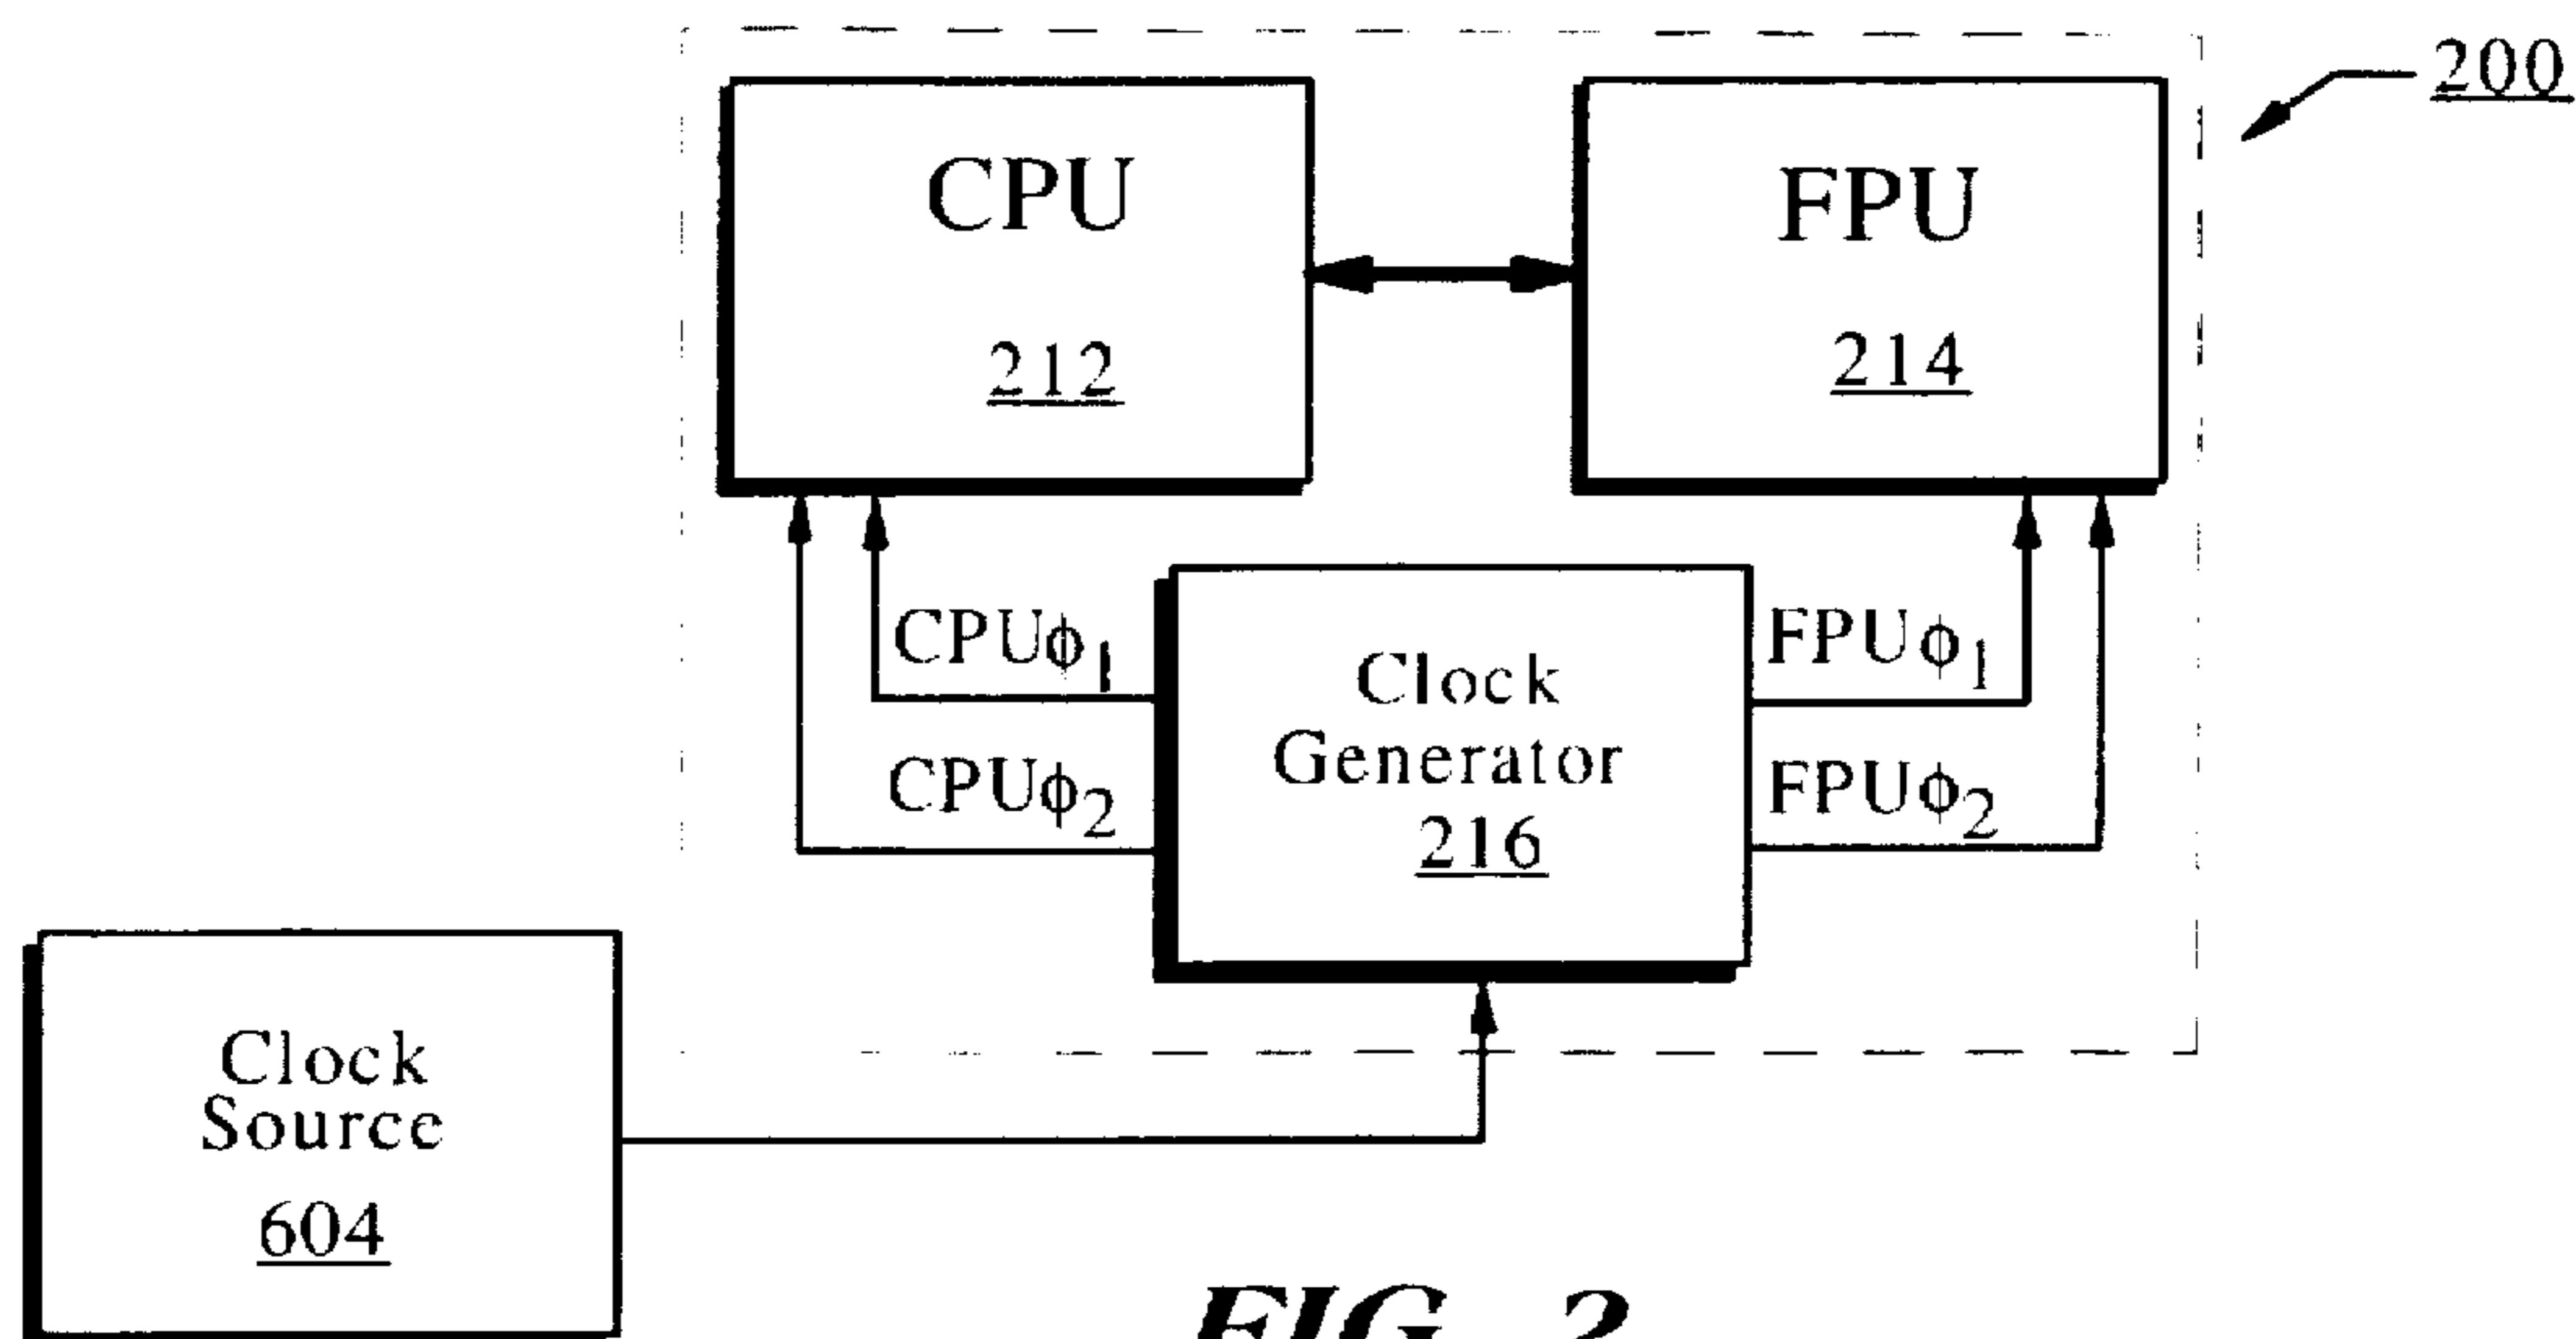 200
CPU
212
FPU
214
CPUϕ1
CPUϕ2
Clock
Generator
216
FPUϕ1
FPUϕ2
Clock
Source
604